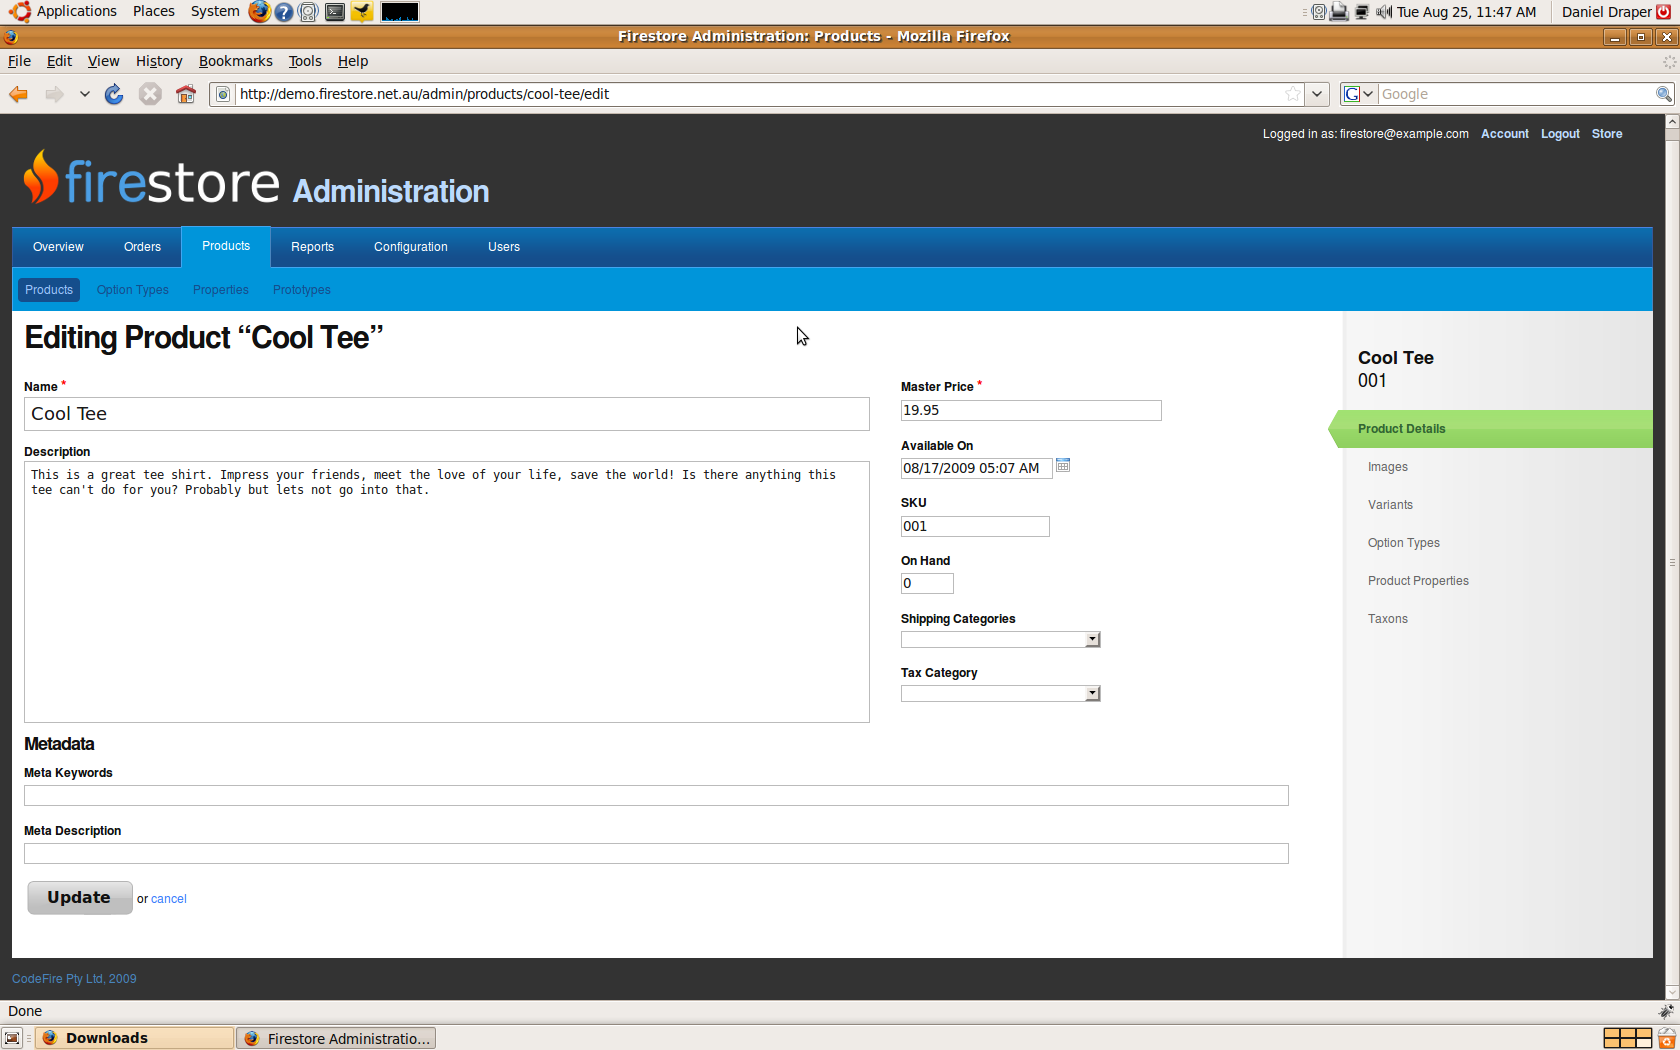 Applications Places System Tue Aug 25, 11:47 AM Daniel Draper
Firestore Administration: Products - Mozilla Firefox
File Edit View History Bookmarks Tools Help
http://demo.firestore.net.au/admin/products/cool-tee/edit G Google
Logged in as: firestore@example.com Account Logout Store
firestore Administration
Overview Orders Products Reports Configuration Users
Products Option Types Properties Prototypes
Editing Product “Cool Tee”
Name *
Cool Tee
Description
This is a great tee shirt. Impress your friends, meet the love of your life, save the world! Is there anything this
tee can't do for you? Probably but lets not go into that.
Master Price *
19.95
Available On
08/17/2009 05:07 AM
SKU
001
On Hand
0
Shipping Categories
Tax Category
Metadata
Meta Keywords
Meta Description
Update or cancel
Cool Tee
001
Product Details
Images
Variants
Option Types
Product Properties
Taxons
CodeFire Pty Ltd, 2009
Done
Downloads Firestore Administratio...